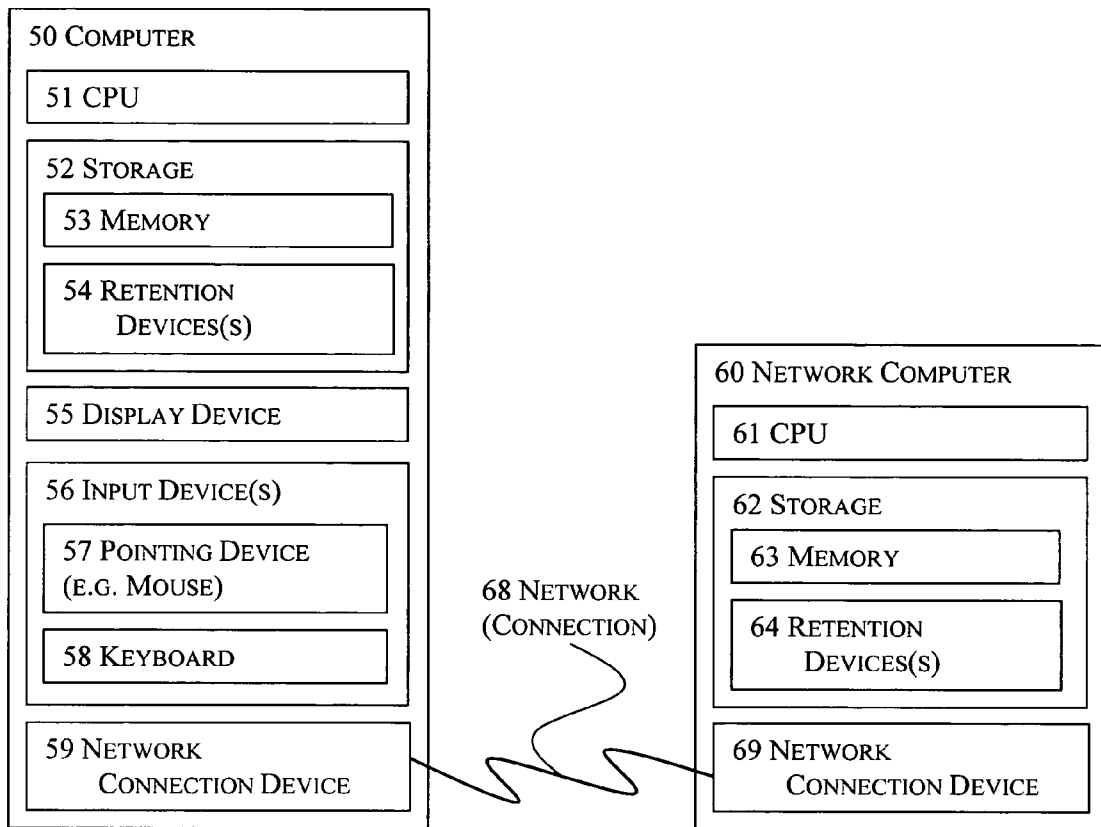 50 COMPUTER
51 CPU
52 STORAGE
53 MEMORY
54 RETENTION
DEVICES(S)
55 DISPLAY DEVICE
56 INPUT DEVICE(S)
57 POINTING DEVICE
(E.G. MOUSE)
58 KEYBOARD
59 NETWORK
CONNECTION DEVICE
68 NETWORK
(CONNECTION)
60 NETWORK COMPUTER
61 CPU
62 STORAGE
63 MEMORY
64 RETENTION
DEVICES(S)
69 NETWORK
CONNECTION DEVICE